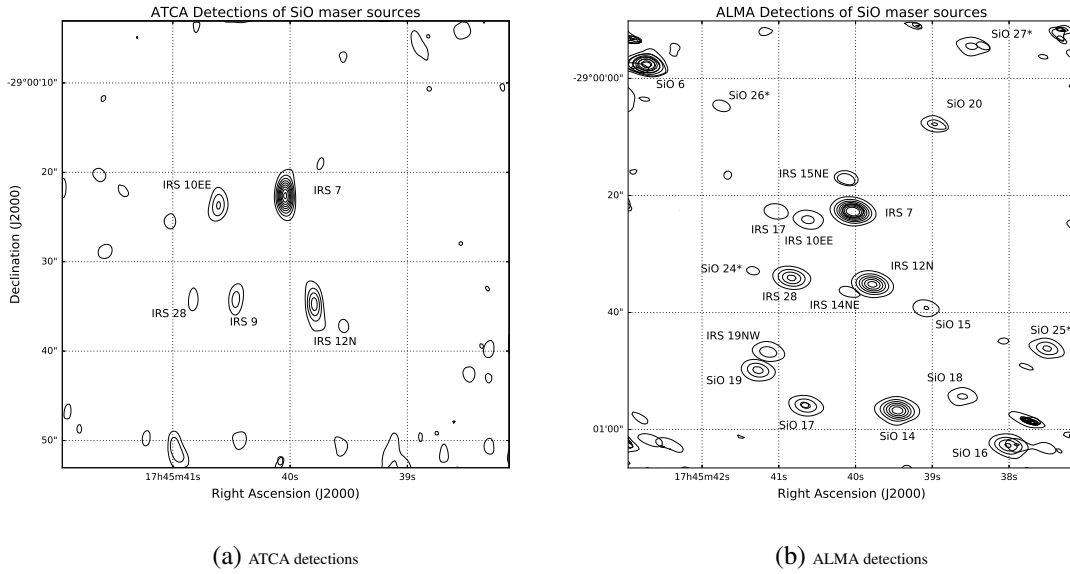 ATCA Detections of SiO maser sources
-29°00'10"
20"
30"
40"
50"
Declination (J2000)
IRS 10EE
IRS 7
IRS 28
IRS 9
IRS 12N
17h45m41s
40s
39s
Right Ascension (J2000)
(a) ATCA detections
ALMA Detections of SiO maser sources
-29°00'00"
20"
40"
01'00"
SiO 27*
SiO 6
SiO 26*
SiO 20
IRS 15NE
IRS 7
IRS 17
IRS 10EE
SiO 24*
IRS 12N
IRS 28
IRS 14NE
SiO 15
IRS 19NW
SiO 25*
SiO 19
SiO 18
SiO 17
SiO 14
SiO 16
17h45m42s
41s
40s
39s
38s
Right Ascension (J2000)
(b) ALMA detections